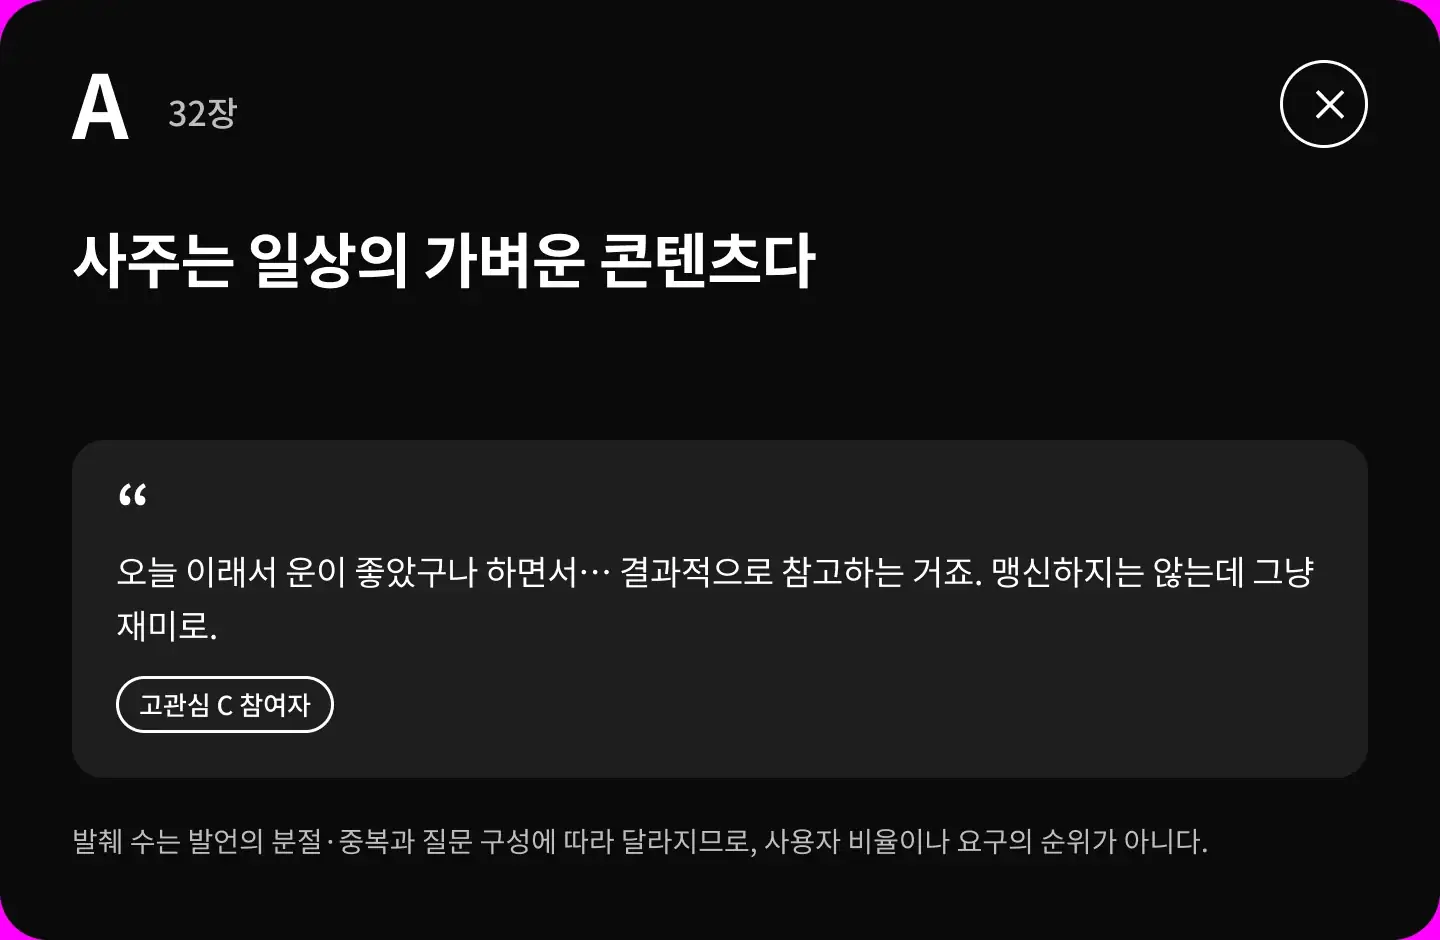 A 32장
사주는 일상의 가벼운 콘텐츠다
“
오늘 이래서 운이 좋았구나 하면서… 결과적으로 참고하는 거죠. 맹신하지는 않는데 그냥
재미로.
고관심 C 참여자
발췌 수는 발언의 분절·중복과 질문 구성에 따라 달라지므로, 사용자 비율이나 요구의 순위가 아니다.